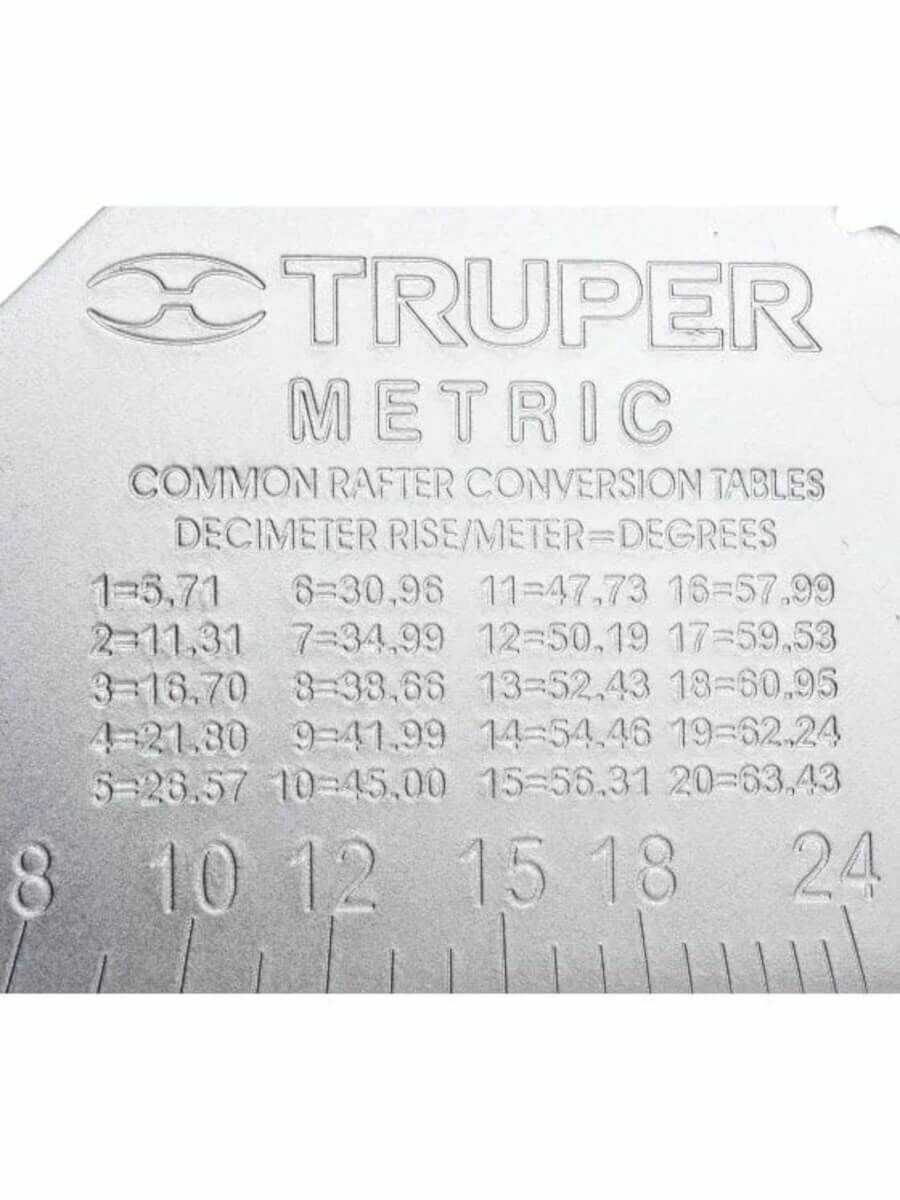 TRUPER
METRIC
COMMON RAFTER CONVERSION TABLES
DECIMETER RISE/METER=DEGREES
1=5.71 6=30.96 11=47.73 16=57.99
2=11.31 7=34.99 12=50.19 17=59.53
3=16.70 8=38.66 13=52.43 18=60.95
4=21.80 9=41.99 14=54.46 19=62.24
5=26.57 10=45.00 15=56.31 20=63.43
8 10 12 15 18 24